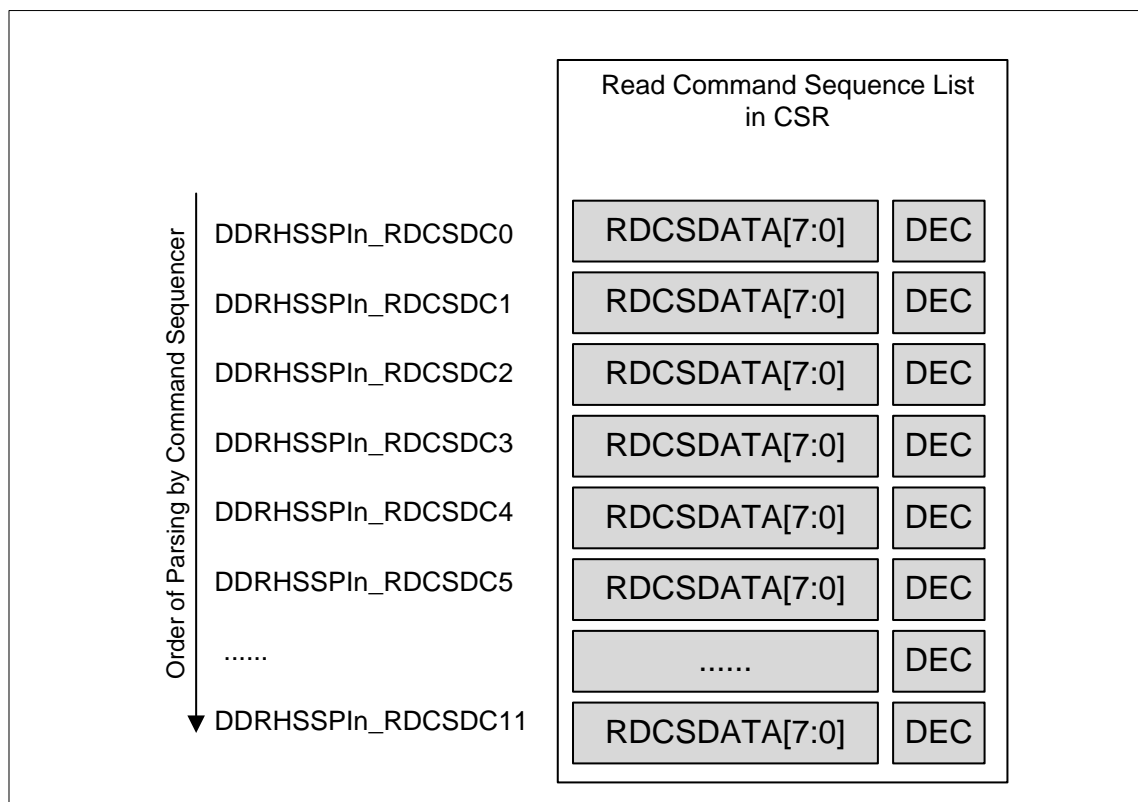 Read Command Sequence List
in CSR
Order of Parsing by Command Sequencer
DDRHSSPIn_RDCSDC0 RDCSDATA[7:0] DEC
DDRHSSPIn_RDCSDC1 RDCSDATA[7:0] DEC
DDRHSSPIn_RDCSDC2 RDCSDATA[7:0] DEC
DDRHSSPIn_RDCSDC3 RDCSDATA[7:0] DEC
DDRHSSPIn_RDCSDC4 RDCSDATA[7:0] DEC
DDRHSSPIn_RDCSDC5 RDCSDATA[7:0] DEC
...... ...... DEC
DDRHSSPIn_RDCSDC11 RDCSDATA[7:0] DEC